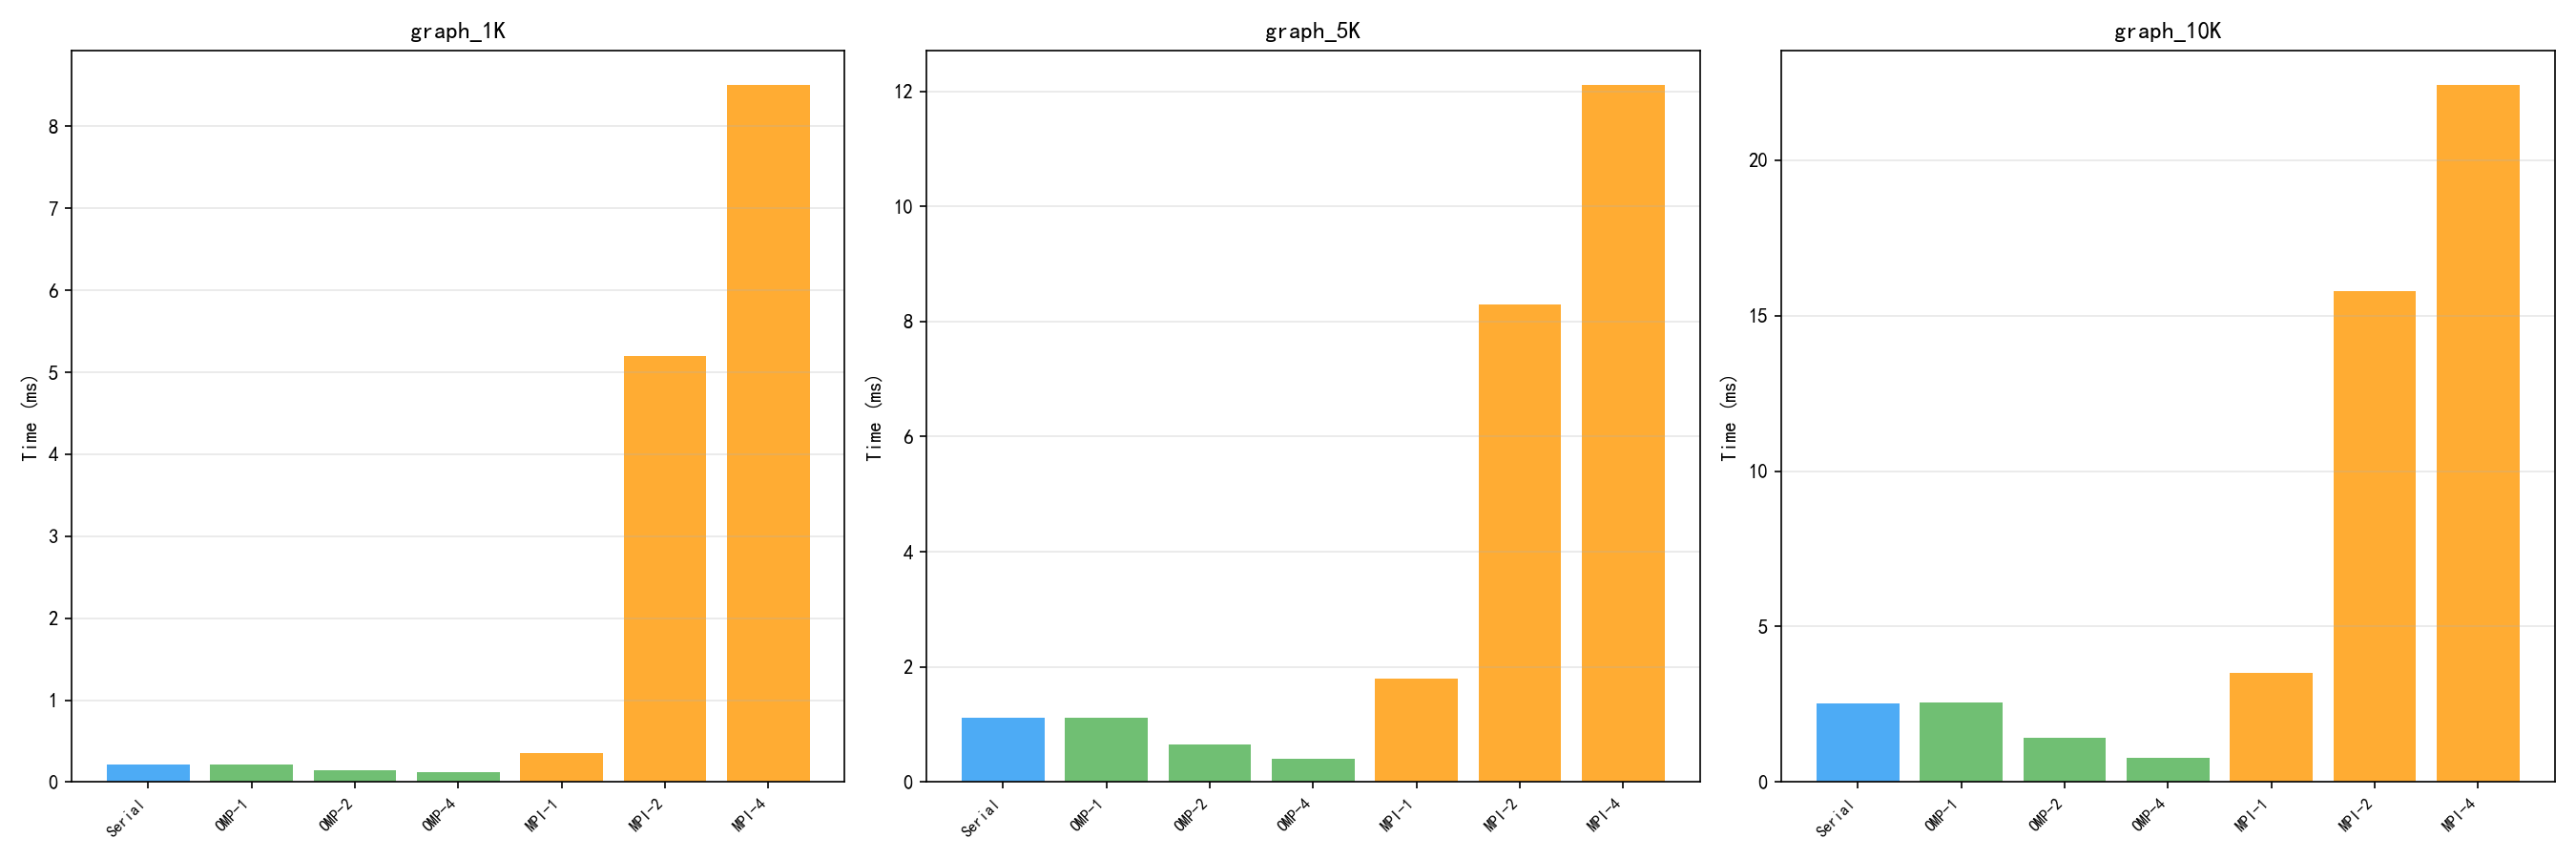 graph_1K
Time (ms)
8
7
6
5
4
3
2
1
0
Serial
OMP-1
OMP-2
OMP-4
MPI-1
MPI-2
MPI-4
graph_5K
Time (ms)
12
10
8
6
4
2
0
Serial
OMP-1
OMP-2
OMP-4
MPI-1
MPI-2
MPI-4
graph_10K
Time (ms)
20
15
10
5
0
Serial
OMP-1
OMP-2
OMP-4
MPI-1
MPI-2
MPI-4